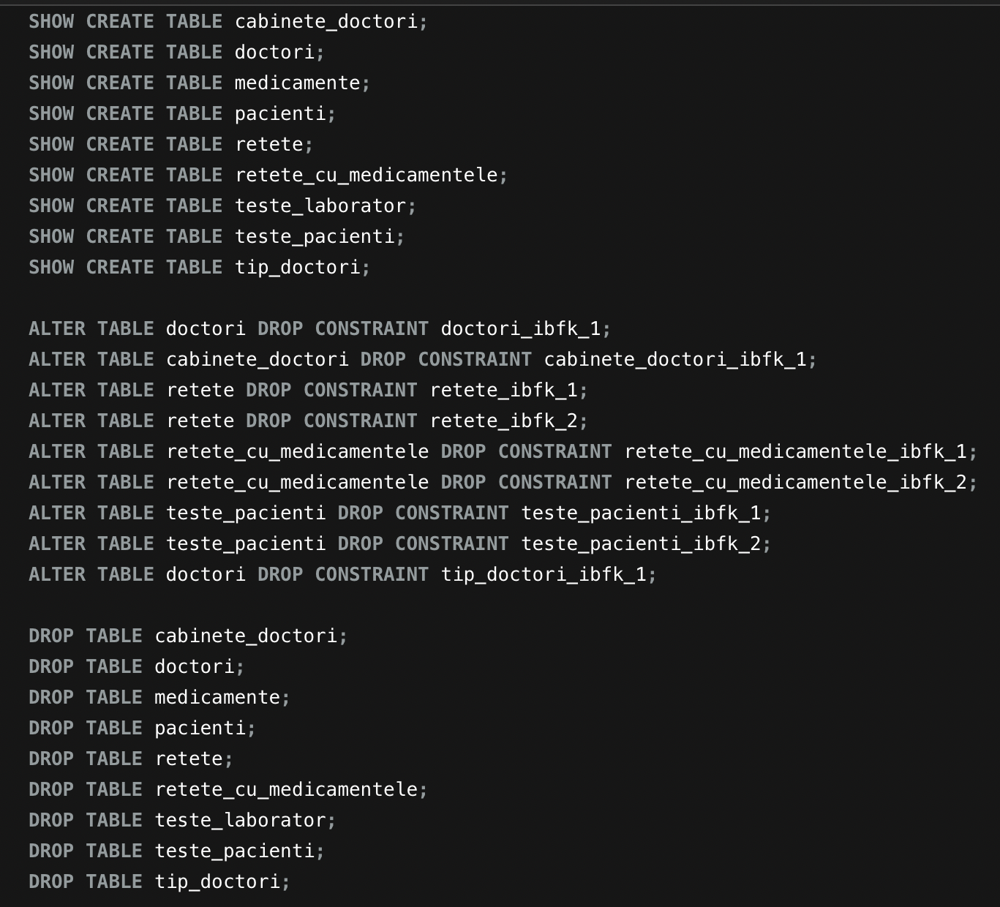 SHOW CREATE TABLE cabinete_doctori;
SHOW CREATE TABLE doctori;
SHOW CREATE TABLE medicamente;
SHOW CREATE TABLE pacienti;
SHOW CREATE TABLE retete;
SHOW CREATE TABLE retete_cu_medicamentele;
SHOW CREATE TABLE teste_laborator;
SHOW CREATE TABLE teste_pacienti;
SHOW CREATE TABLE tip_doctori;

ALTER TABLE doctori DROP CONSTRAINT doctori_ibfk_1;
ALTER TABLE cabinete_doctori DROP CONSTRAINT cabinete_doctori_ibfk_1;
ALTER TABLE retete DROP CONSTRAINT retete_ibfk_1;
ALTER TABLE retete DROP CONSTRAINT retete_ibfk_2;
ALTER TABLE retete_cu_medicamentele DROP CONSTRAINT retete_cu_medicamentele_ibfk_1;
ALTER TABLE retete_cu_medicamentele DROP CONSTRAINT retete_cu_medicamentele_ibfk_2;
ALTER TABLE teste_pacienti DROP CONSTRAINT teste_pacienti_ibfk_1;
ALTER TABLE teste_pacienti DROP CONSTRAINT teste_pacienti_ibfk_2;
ALTER TABLE doctori DROP CONSTRAINT tip_doctori_ibfk_1;

DROP TABLE cabinete_doctori;
DROP TABLE doctori;
DROP TABLE medicamente;
DROP TABLE pacienti;
DROP TABLE retete;
DROP TABLE retete_cu_medicamentele;
DROP TABLE teste_laborator;
DROP TABLE teste_pacienti;
DROP TABLE tip_doctori;